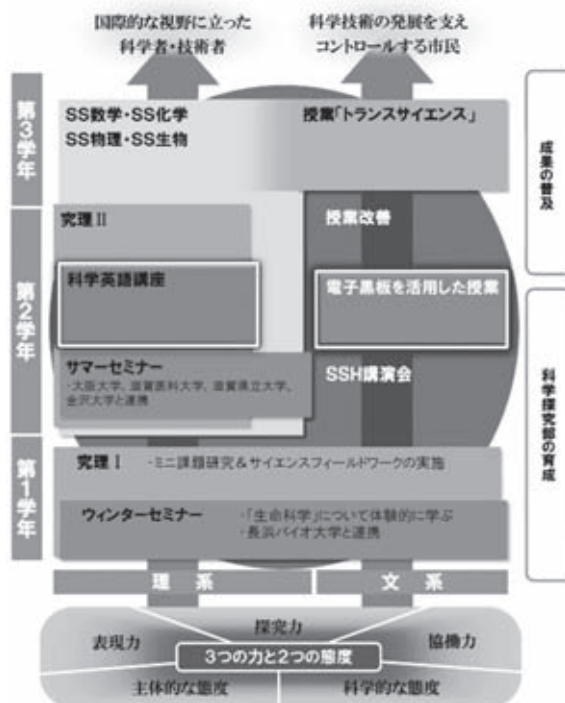 国際的な視野に立った
科学者・技術者
科学技術の発展を支え
コントロールする市民
第3学年
SS数学・SS化学
SS物理・SS生物
授業「トランスサイエンス」
成果の普及
第2学年
究理Ⅱ
授業改善
科学英語講座
電子黒板を活用した授業
サマーセミナー
・大阪大学、滋賀医科大学、滋賀県立大学、
金沢大学と連携
SSH講演会
科学探究部の育成
第1学年
究理Ⅰ ・ミニ課題研究&サイエンスフィールドワークの実施
ウィンターセミナー ・「生命科学」について体験的に学ぶ
・長浜バイオ大学と連携
理系
文系
表現力
探究力
協働力
3つの力と2つの態度
主体的な態度
科学的な態度